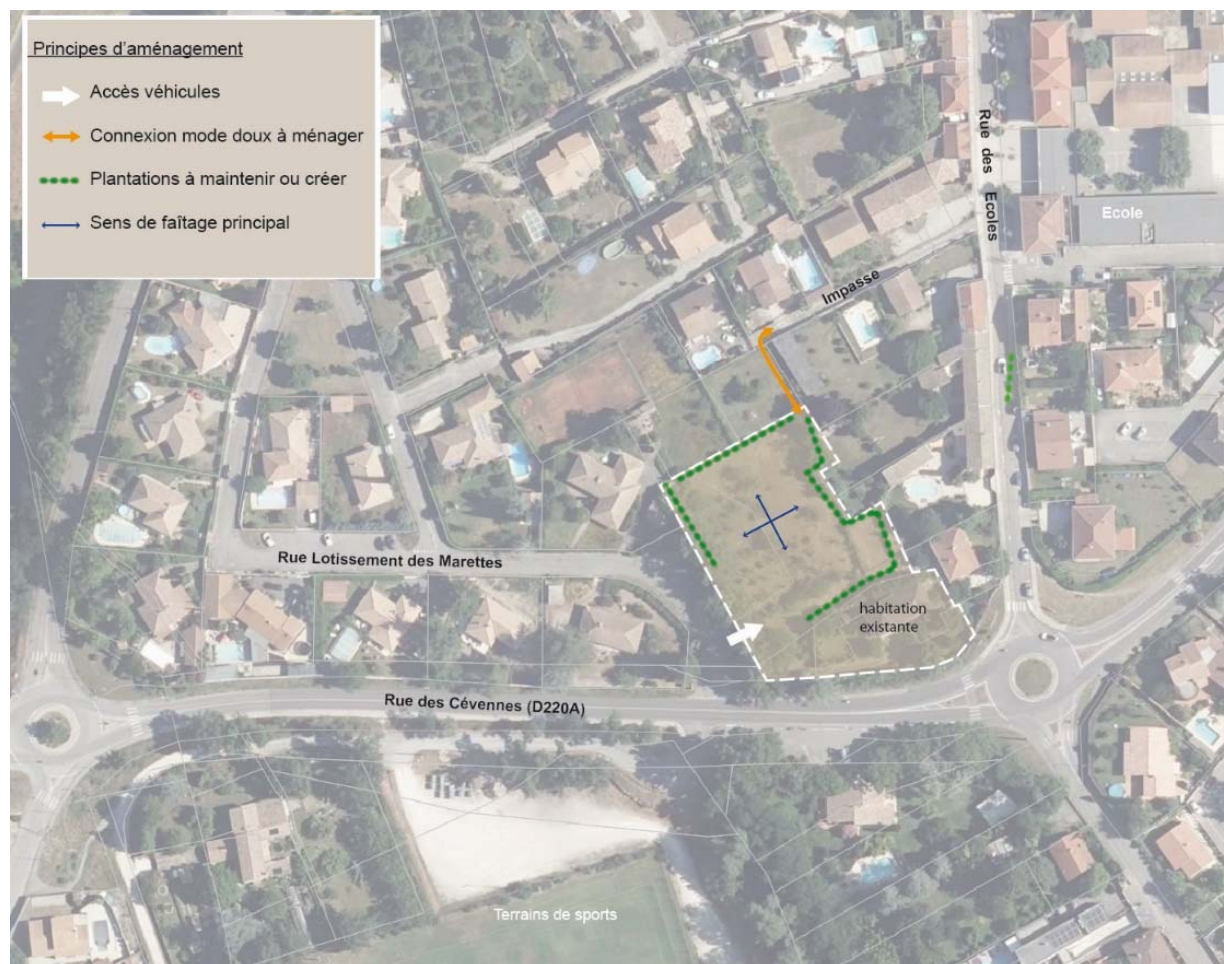 Principes d'aménagement
Accès véhicules
Connexion mode doux à ménager
Plantations à maintenir ou créer
Sens de faîtage principal
Rue des Ecoles
Ecole
Impasse
Rue Lotissement des Marettes
habitation
existante
Rue des Cévennes (D220A)
Terrains de sports